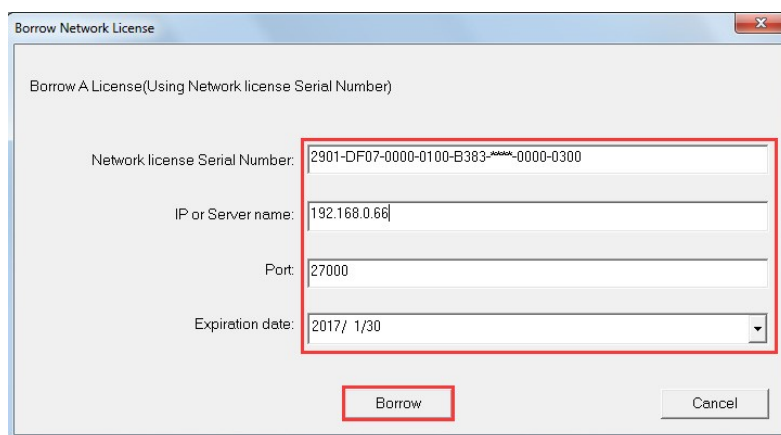 Borrow Network License
Borrow A License(Using Network license Serial Number)
Network license Serial Number: 2901-DF07-0000-0100-B383-****-0000-0300
IP or Server name: 192.168.0.66
Port: 27000
Expiration date: 2017/ 1/30
Borrow Cancel